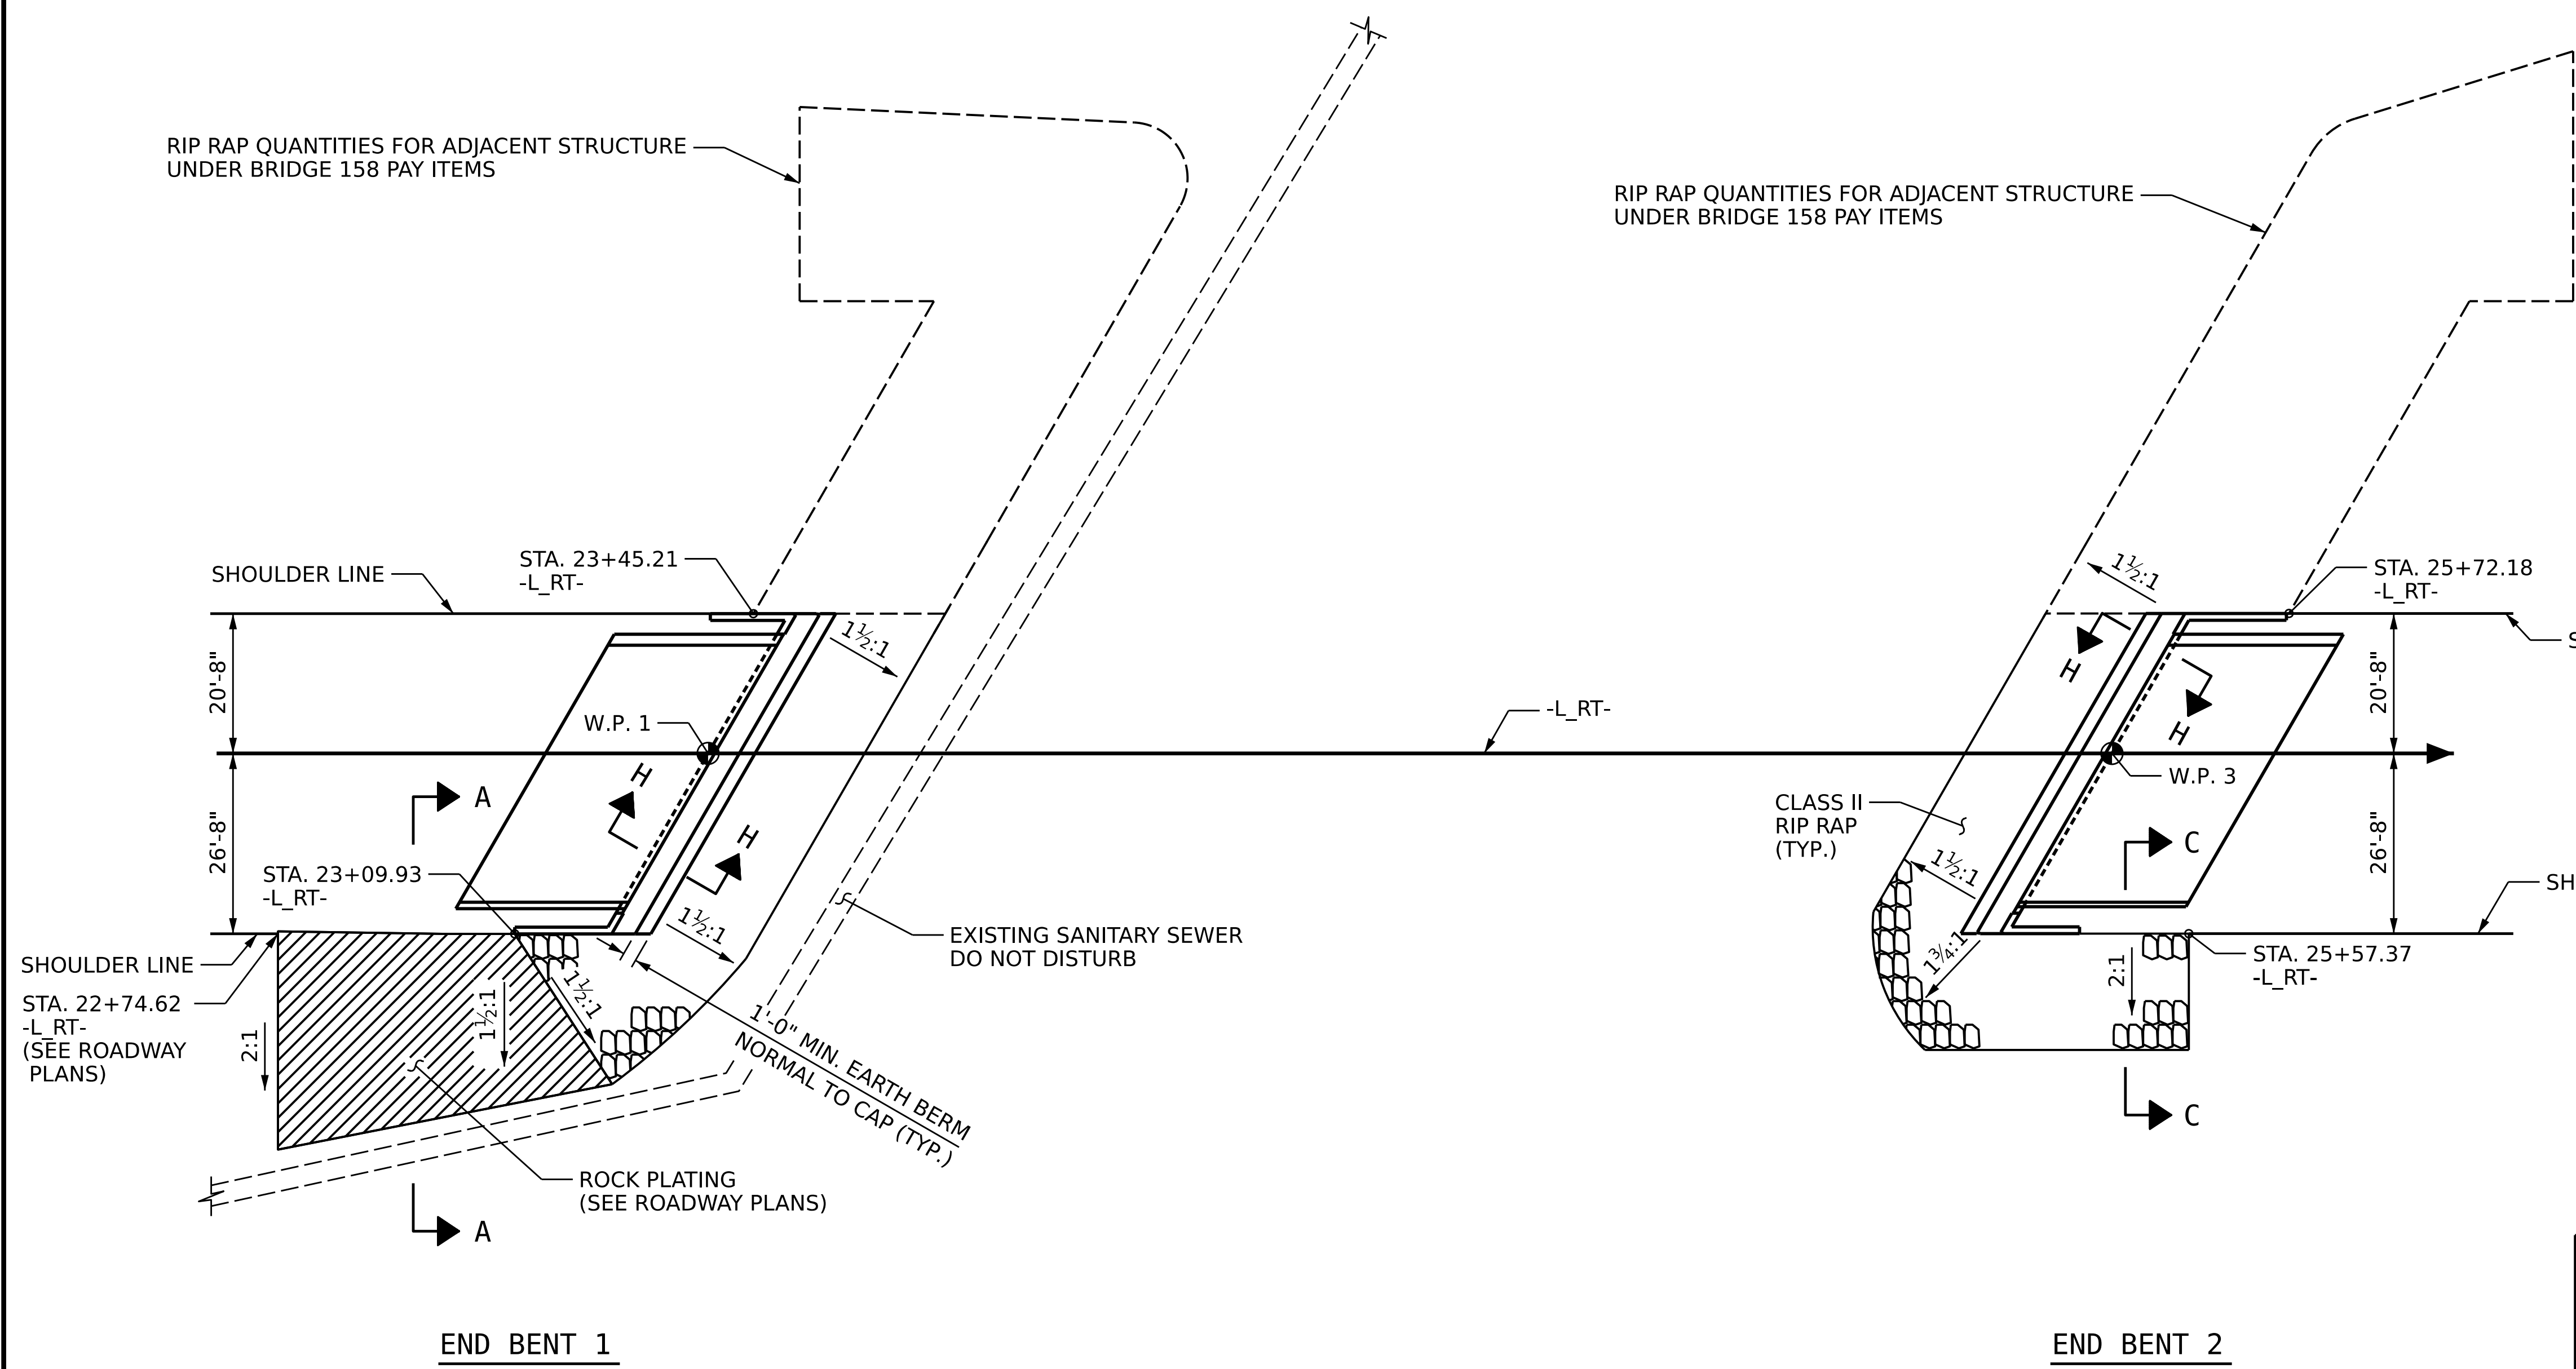 RIP RAP QUANTITIES FOR ADJACENT STRUCTURE
UNDER BRIDGE 158 PAY ITEMS
RIP RAP QUANTITIES FOR ADJACENT STRUCTURE
UNDER BRIDGE 158 PAY ITEMS
SHOULDER LINE
STA. 23+45.21
-L_RT-
1½:1
20'-8"
W.P. 1
H
A
26'-8"
H
STA. 23+09.93
-L_RT-
1½:1
SHOULDER LINE
STA. 22+74.62
-L_RT-
(SEE ROADWAY
PLANS)
2:1
1½:1
1½:1
EXISTING SANITARY SEWER
DO NOT DISTURB
1'-0" MIN. EARTH BERM
NORMAL TO CAP (TYP.)
ROCK PLATING
(SEE ROADWAY PLANS)
A
END BENT 1
-L_RT-
1½:1
STA. 25+72.18
-L_RT-
S
H
20'-8"
H
W.P. 3
CLASS II
RIP RAP
(TYP.)
C
1½:1
26'-8"
SH
1¾:1
2:1
STA. 25+57.37
-L_RT-
C
END BENT 2